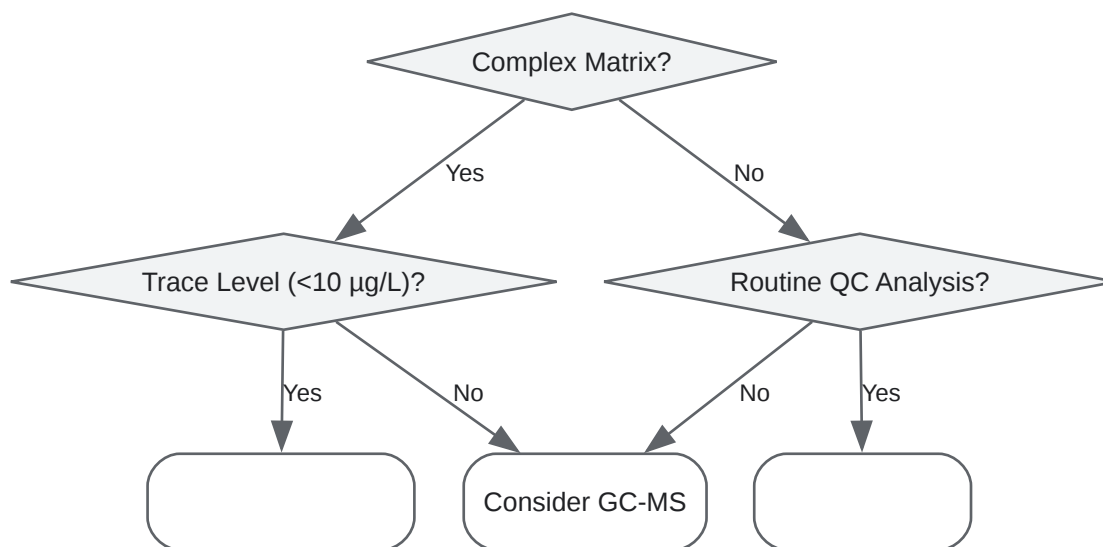 Complex Matrix?
Yes
No
Trace Level (<10 µg/L)?
Routine QC Analysis?
Yes
No
No
Yes
Consider GC-MS